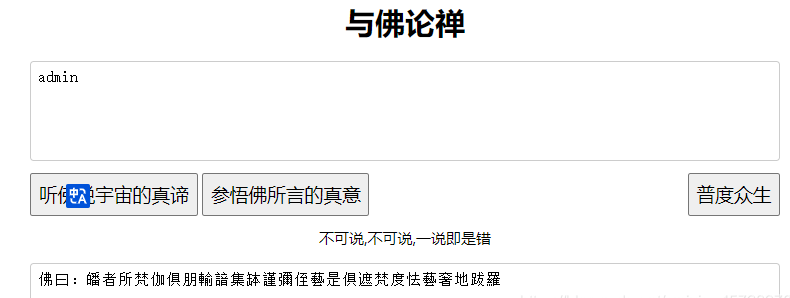 与佛论禅
admin
听佛说宇宙的真谛 参悟佛所言的真意 普度众生
不可说,不可说,一说即是错
佛曰：皤者所梵伽俱朋輸諳集缽謹彌侄藝是俱遮梵度怯藝奢地跋羅